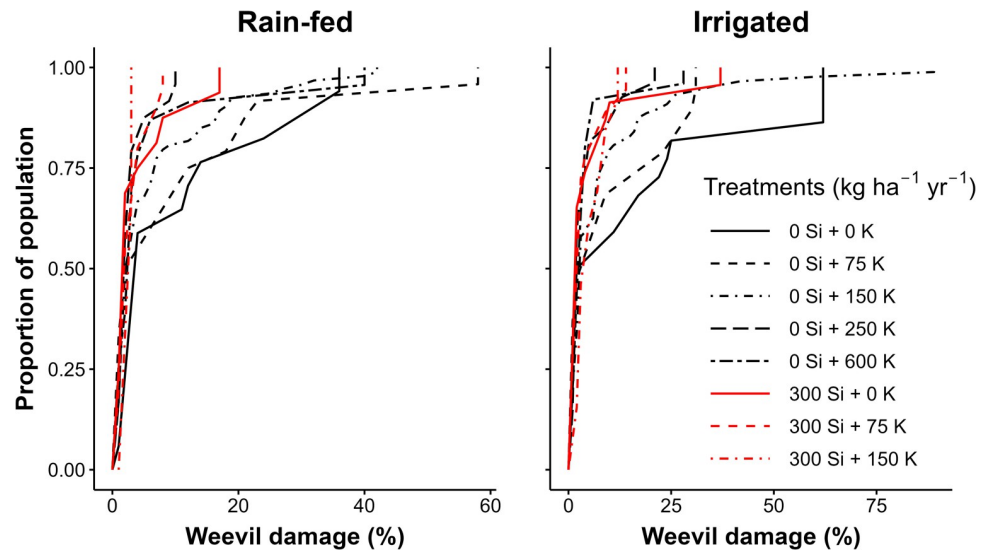 Rain-fed
Irrigated
Proportion of population
1.00
0.75
0.50
0.25
0.00
0
20
40
60
Weevil damage (%)
0
25
50
75
Weevil damage (%)
Treatments (kg ha⁻¹ yr⁻¹)
0 Si + 0 K
0 Si + 75 K
0 Si + 150 K
0 Si + 250 K
0 Si + 600 K
300 Si + 0 K
300 Si + 75 K
300 Si + 150 K